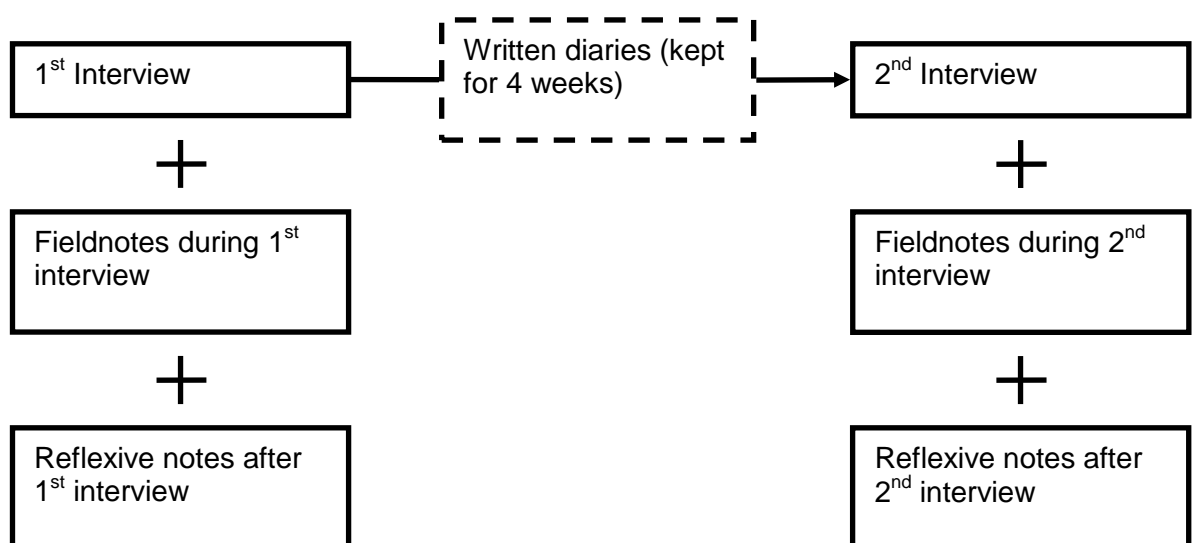 1st Interview
Written diaries (kept
for 4 weeks)
2nd Interview
Fieldnotes during 1st
interview
Fieldnotes during 2nd
interview
Reflexive notes after
1st interview
Reflexive notes after
2nd interview